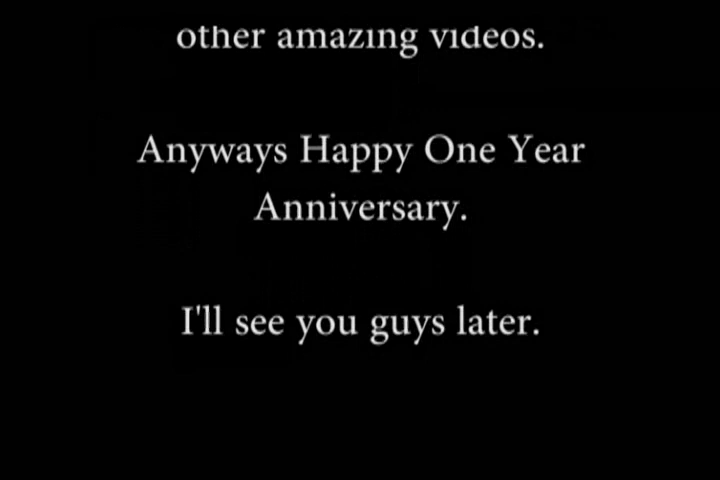 other amazing videos.
Anyways Happy One Year
Anniversary.
I'll see you guys later.